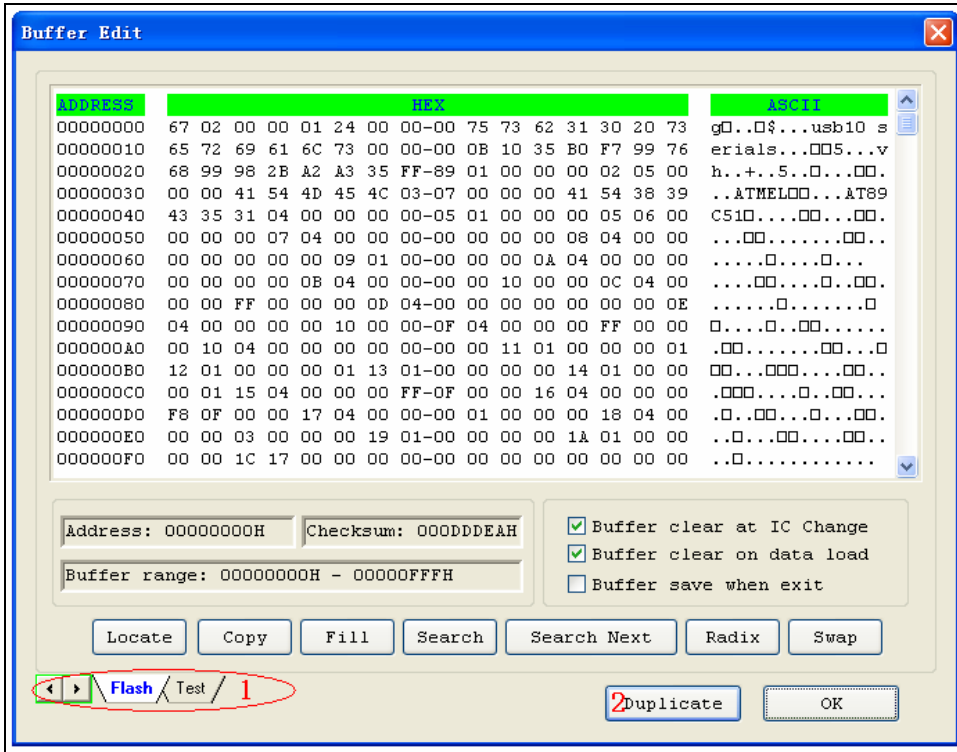 Buffer Edit
ADDRESS HEX ASCII
00000000 67 02 00 00 01 24 00 00-00 75 73 62 31 30 20 73 g□..□$...usb10 s
00000010 65 72 69 61 6C 73 00 00-00 0B 10 35 B0 F7 99 76 erials...□□5...v
00000020 68 99 98 2B A2 A3 35 FF-89 01 00 00 00 02 05 00 h..+..5..□...□□.
00000030 00 00 41 54 4D 45 4C 03-07 00 00 00 41 54 38 39 ..ATMEL□□...AT89
00000040 43 35 31 04 00 00 00 00-05 01 00 00 00 05 06 00 C51□....□□...□□.
00000050 00 00 00 07 04 00 00 00-00 00 00 00 08 04 00 00 ...□□.......□□..
00000060 00 00 00 00 09 01 00-00 00 00 0A 04 00 00 00 .....□....□...
00000070 00 00 00 00 0B 04 00 00-00 10 00 00 0C 04 00 ....□□....□..□□.
00000080 00 00 FF 00 00 00 0D 04-00 00 00 00 00 00 00 0E .......□.......□
00000090 04 00 00 00 00 10 00 00-0F 04 00 00 00 FF 00 00 □....□..□□......
000000A0 00 10 04 00 00 00 00 00-00 00 11 01 00 00 00 01 .□□.......□□...□
000000B0 12 01 00 00 00 01 13 01-00 00 00 00 14 01 00 00 □□...□□□....□□..
000000C0 00 01 15 04 00 00 00 FF-0F 00 00 16 04 00 00 00 .□□□....□..□□...
000000D0 F8 0F 00 00 17 04 00 00-00 01 00 00 00 18 04 00 .□..□□...□...□□.
000000E0 00 00 03 00 00 00 19 01-00 00 00 00 1A 01 00 00 ..□...□□....□□..
000000F0 00 00 1C 17 00 00 00 00-00 00 00 00 00 00 00 00 ..□.............
Address: 00000000H Checksum: 000DDDEAH
Buffer range: 00000000H - 00000FFFH
Buffer clear at IC Change
Buffer clear on data load
Buffer save when exit
Locate Copy Fill Search Search Next Radix Swap
Flash Test 1
2 Duplicate OK